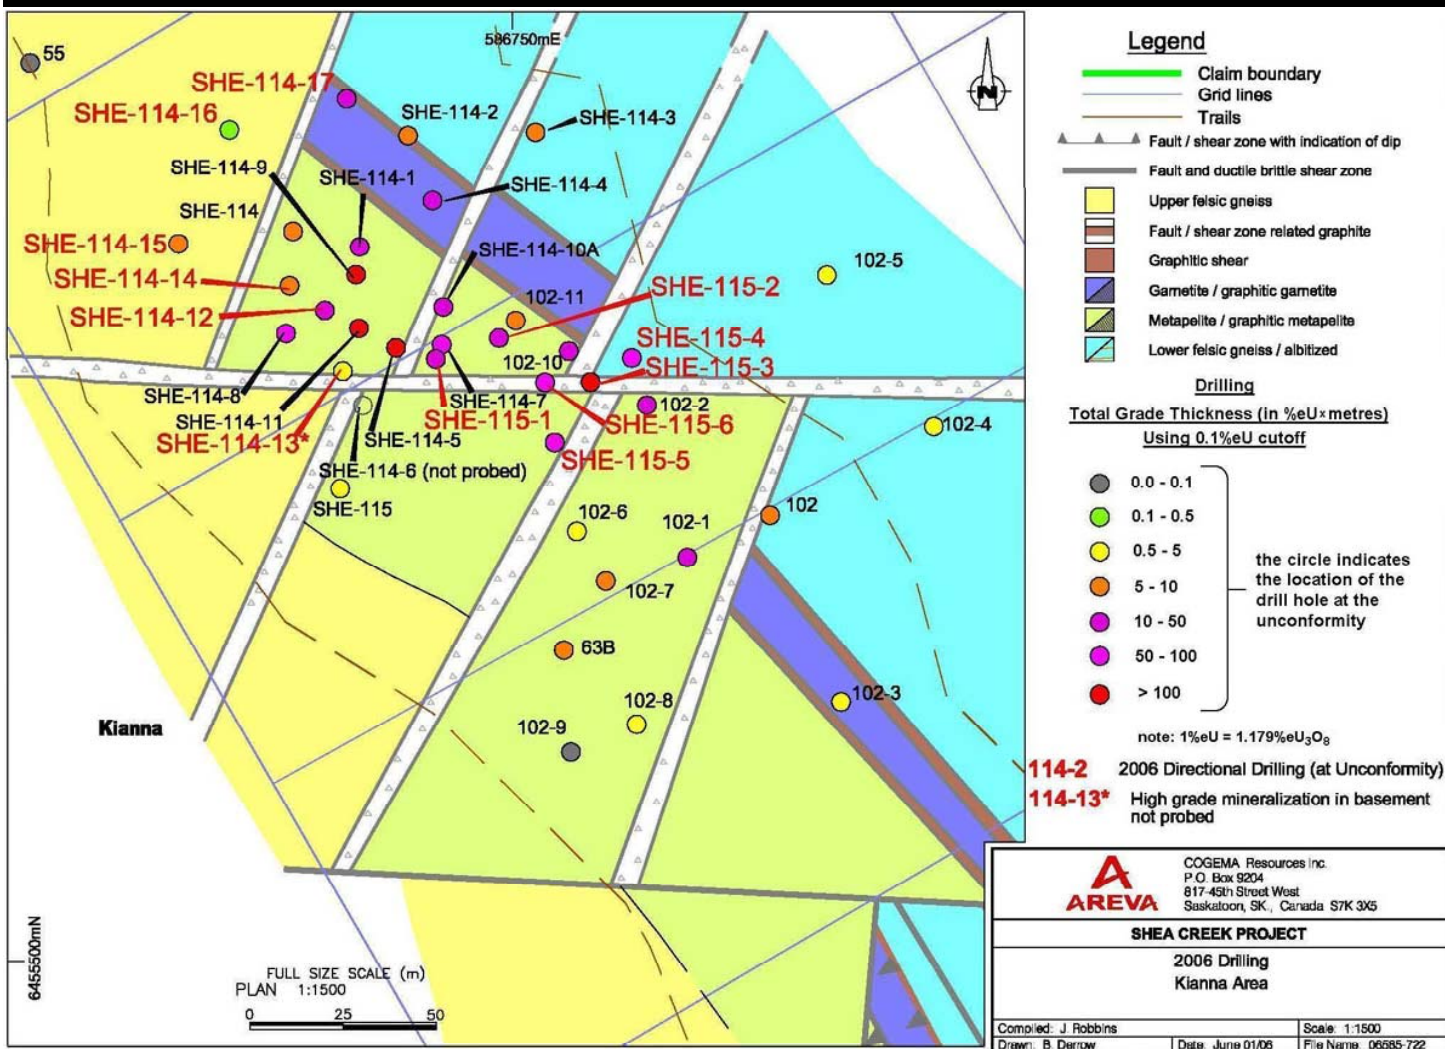 586750mE
55
SHE-114-17
SHE-114-16
SHE-114-2
SHE-114-3
SHE-114-9
SHE-114-1
SHE-114-4
SHE-114
SHE-114-15
SHE-114-10A
SHE-114-14
102-5
SHE-115-2
102-11
SHE-114-12
SHE-115-4
102-10
SHE-115-3
SHE-114-8
SHE-114-7
102-2
SHE-114-11
SHE-115-1
SHE-115-6
102-4
SHE-114-13*
SHE-114-5
SHE-115-5
SHE-114-6 (not probed)
SHE-115
102-6
102-1
102
102-7
63B
102-3
102-8
102-9
Kianna
6455500mN
FULL SIZE SCALE (m)
PLAN 1:1500
0 25 50
N
Legend
Claim boundary
Grid lines
Trails
Fault / shear zone with indication of dip
Fault and ductile brittle shear zone
Upper felsic gneiss
Fault / shear zone related graphite
Graphitic shear
Garnetite / graphitic garnetite
Metapelite / graphitic metapelite
Lower felsic gneiss / albitized
Drilling
Total Grade Thickness (in %eU×metres)
Using 0.1%eU cutoff
0.0 - 0.1
0.1 - 0.5
0.5 - 5
5 - 10
10 - 50
50 - 100
> 100
the circle indicates
the location of the
drill hole at the
unconformity
note: 1%eU = 1.179%eU₃O₈
114-2 2006 Directional Drilling (at Unconformity)
114-13* High grade mineralization in basement
not probed
AREVA
COGEMA Resources Inc.
P.O. Box 9204
817-45th Street West
Saskatoon, SK., Canada S7K 3X5
SHEA CREEK PROJECT
2006 Drilling
Kianna Area
Compiled: J. Robbins Scale: 1:1500
Drawn: B. Derrow Date: June 01/06 File Name: 06585-722